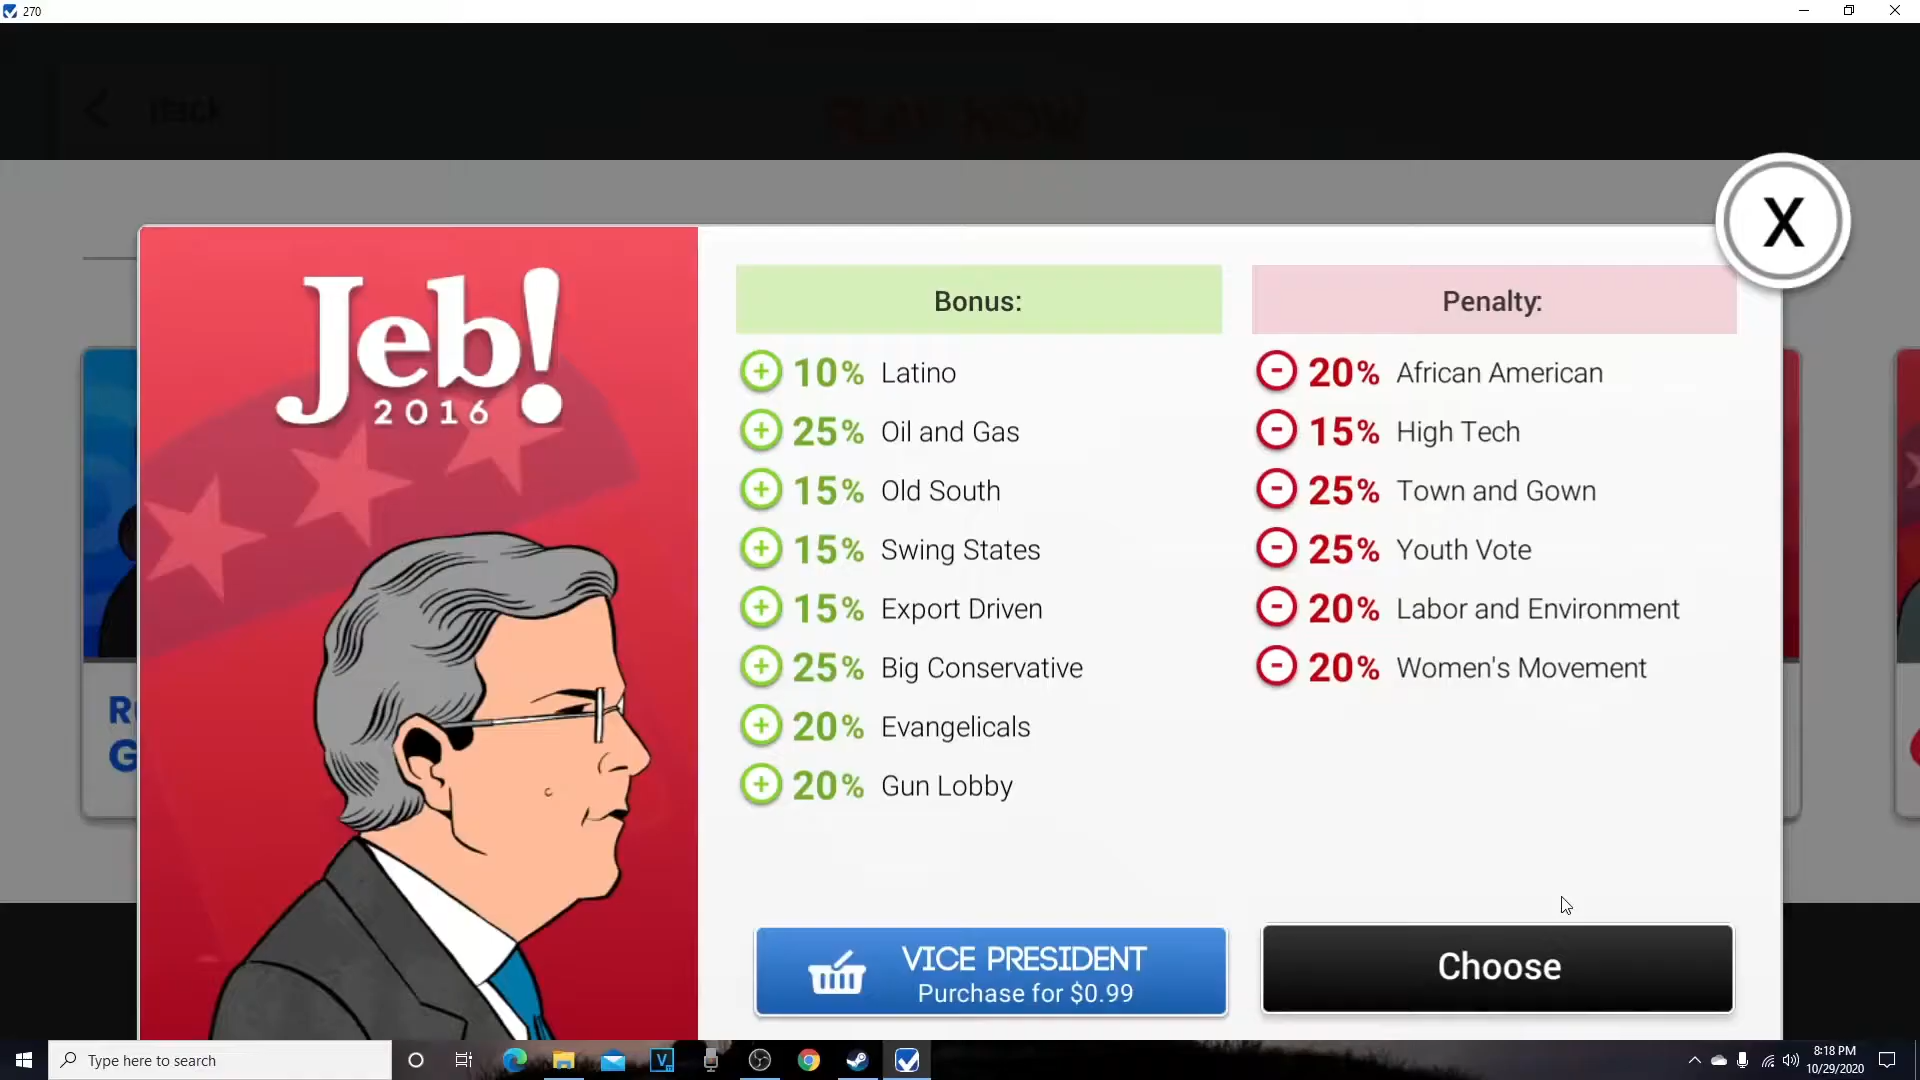 270
Back
PLAY NOW
Jeb!
2016
Bonus:
+ 10% Latino
+ 25% Oil and Gas
+ 15% Old South
+ 15% Swing States
+ 15% Export Driven
+ 25% Big Conservative
+ 20% Evangelicals
+ 20% Gun Lobby
Penalty:
- 20% African American
- 15% High Tech
- 25% Town and Gown
- 25% Youth Vote
- 20% Labor and Environment
- 20% Women's Movement
X
VICE PRESIDENT
Purchase for $0.99
Choose
Type here to search
8:18 PM
10/29/2020